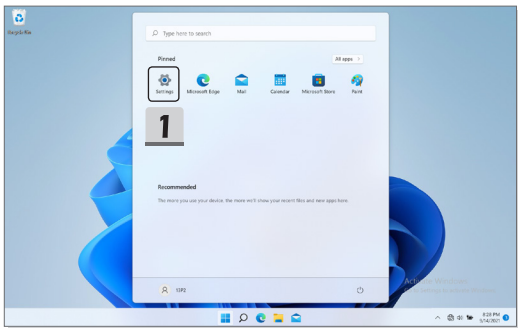 Recycle Bin
Type here to search
Pinned
All apps >
Settings
Microsoft Edge
Mail
Calendar
Microsoft Store
Paint
1
Recommended
The more you use your device, the more we'll show your recent files and new apps here.
Activate Windows
9:28 PM
5/14/2021